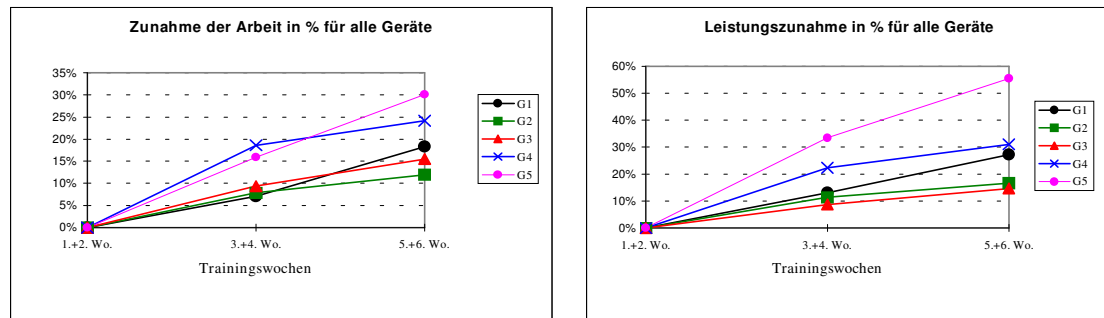 Zunahme der Arbeit in % für alle Geräte
35%
30%
25%
20%
15%
10%
5%
0%
1.+2. Wo.
3.+4. Wo.
5.+6. Wo.
Trainingswochen
G1
G2
G3
G4
G5
Leistungszunahme in % für alle Geräte
60%
50%
40%
30%
20%
10%
0%
1.+2. Wo.
3.+4. Wo.
5.+6. Wo.
Trainingswochen
G1
G2
G3
G4
G5